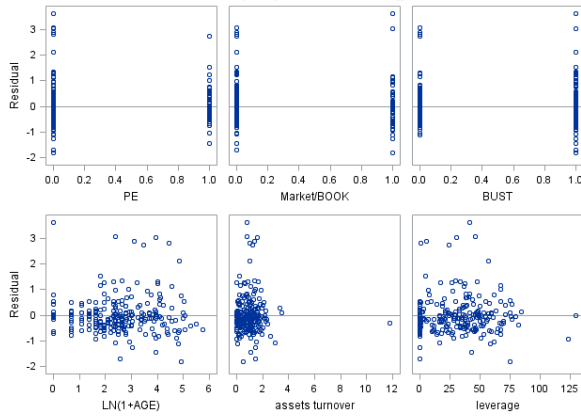 Residual
3
2
1
0
-1
-2
0.0 0.2 0.4 0.6 0.8 1.0
PE
0.0 0.2 0.4 0.6 0.8 1.0
Market/BOOK
0.0 0.2 0.4 0.6 0.8 1.0
BUST
Residual
3
2
1
0
-1
-2
0 1 2 3 4 5 6
LN(1+AGE)
0 2 4 6 8 10 12
assets turnover
0 25 50 75 100 125
leverage